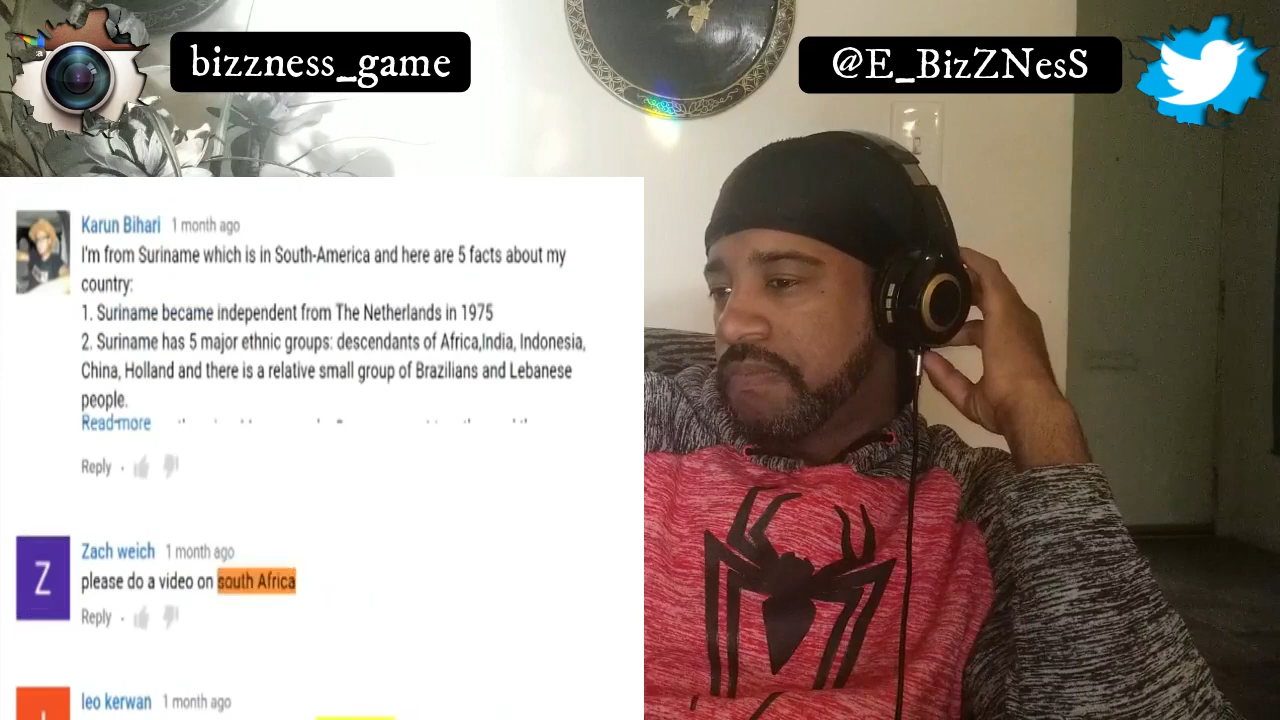 bizzness_game
@E_BizZNesS
Karun Bihari 1 month ago
I'm from Suriname which is in South-America and here are 5 facts about my
country:
1. Suriname became independent from The Netherlands in 1975
2. Suriname has 5 major ethnic groups: descendants of Africa,India, Indonesia,
China, Holland and there is a relative small group of Brazilians and Lebanese
people.
Read more
Reply
Z
Zach weich 1 month ago
please do a video on south Africa
Reply
leo kerwan 1 month ago